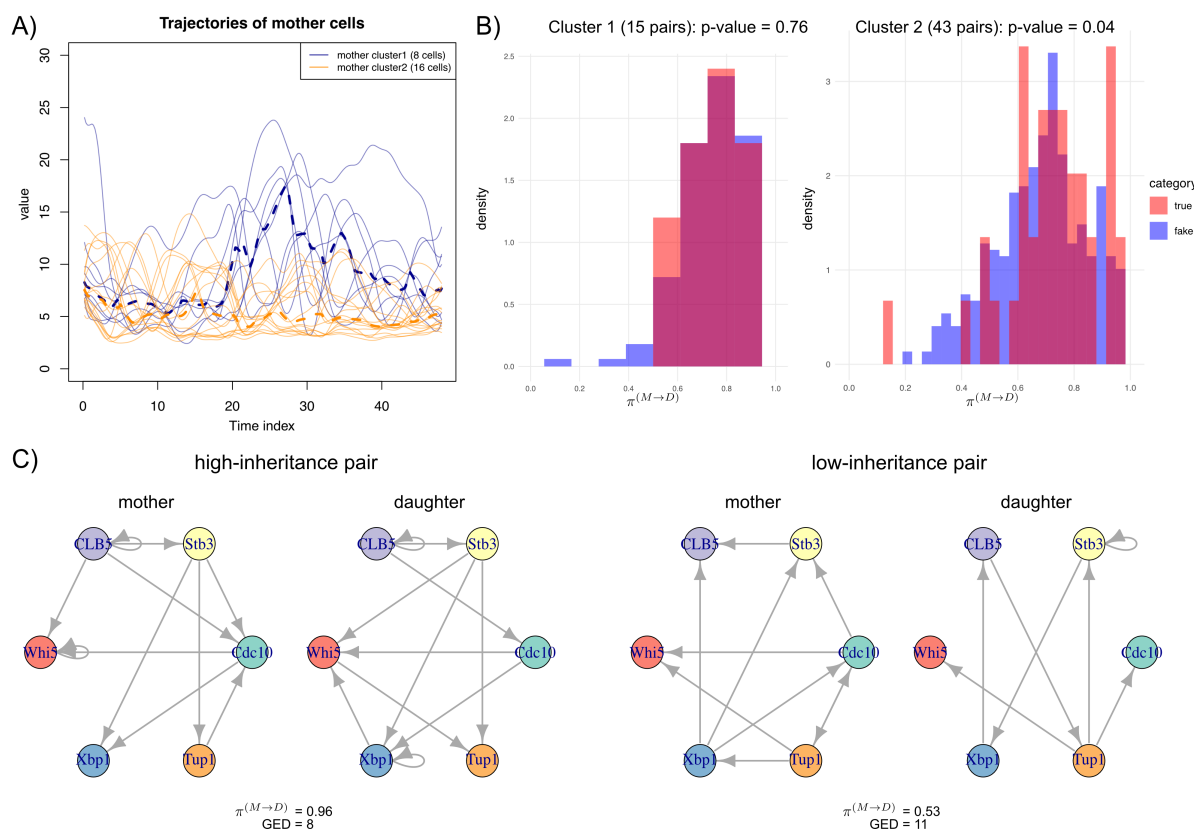 A)
Trajectories of mother cells
mother cluster1 (8 cells)
mother cluster2 (16 cells)
30
25
20
15
10
5
0
value
0 10 20 30 40
Time index
B)
Cluster 1 (15 pairs): p-value = 0.76
2.5
2.0
1.5
1.0
0.5
0.0
density
0.0 0.2 0.4 0.6 0.8 1.0
π(M→D)
Cluster 2 (43 pairs): p-value = 0.04
3
2
1
0
density
0.0 0.2 0.4 0.6 0.8 1.0
π(M→D)
category
true
fake
C)
high-inheritance pair
mother
daughter
CLB5 Stb3
Whi5 Cdc10
Xbp1 Tup1
CLB5 Stb3
Whi5 Cdc10
Xbp1 Tup1
π(M→D) = 0.96
GED = 8
low-inheritance pair
mother
daughter
CLB5 Stb3
Whi5 Cdc10
Xbp1 Tup1
CLB5 Stb3
Whi5 Cdc10
Xbp1 Tup1
π(M→D) = 0.53
GED = 11